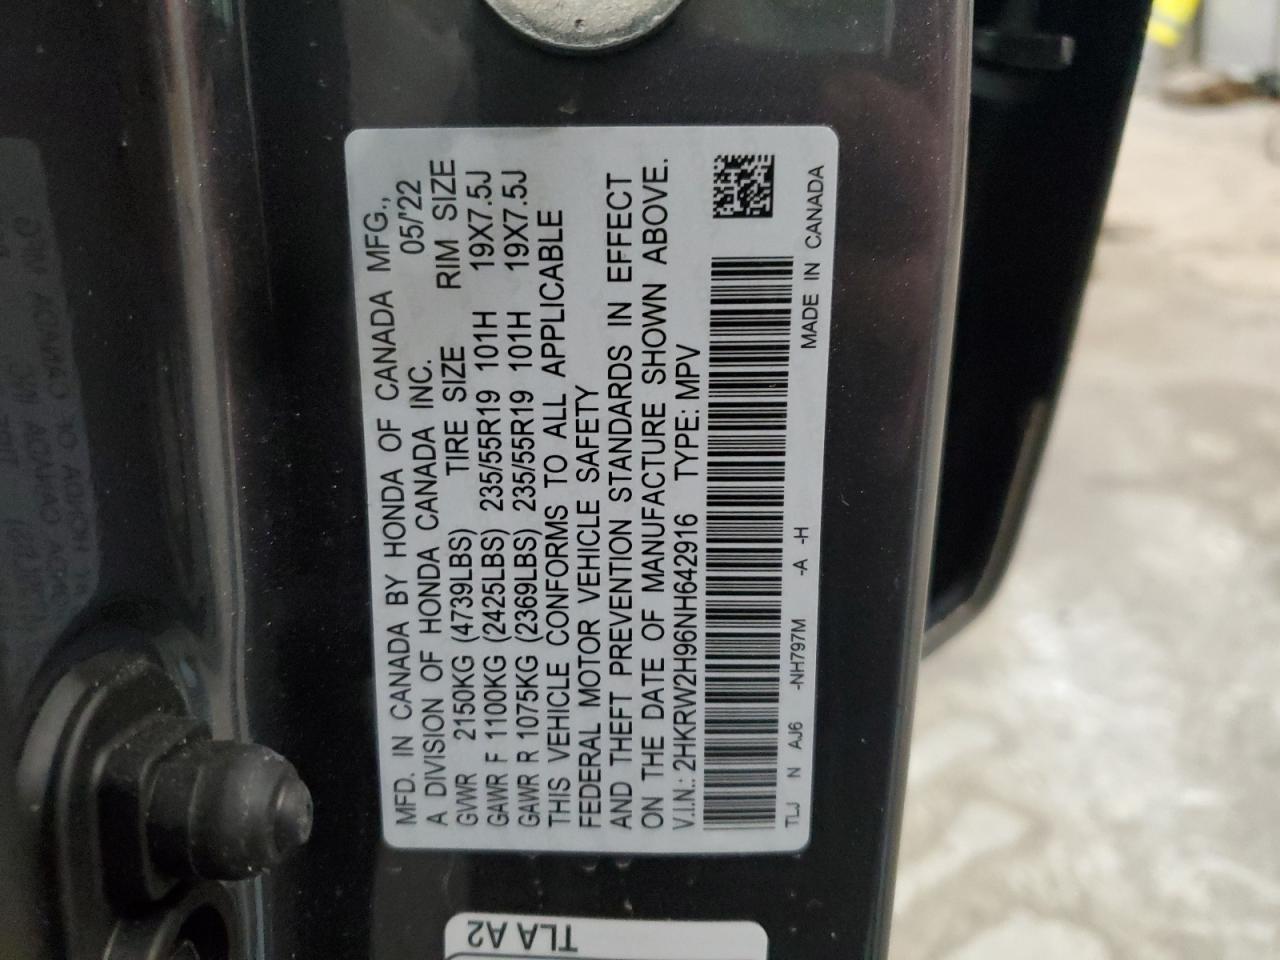 MFD. IN CANADA BY HONDA OF CANADA MFG.,
A DIVISION OF HONDA CANADA INC. 05/'22
GVWR 2150KG (4739LBS) TIRE SIZE RIM SIZE
GAWR F 1100KG (2425LBS) 235/55R19 101H 19X7.5J
GAWR R 1075KG (2369LBS) 235/55R19 101H 19X7.5J
THIS VEHICLE CONFORMS TO ALL APPLICABLE
FEDERAL MOTOR VEHICLE SAFETY
AND THEFT PREVENTION STANDARDS IN EFFECT
ON THE DATE OF MANUFACTURE SHOWN ABOVE.
V.I.N.: 2HKRW2H96NH642916 TYPE: MPV
TLJ N AJ6 -NH797M -A -H MADE IN CANADA
TLA A2